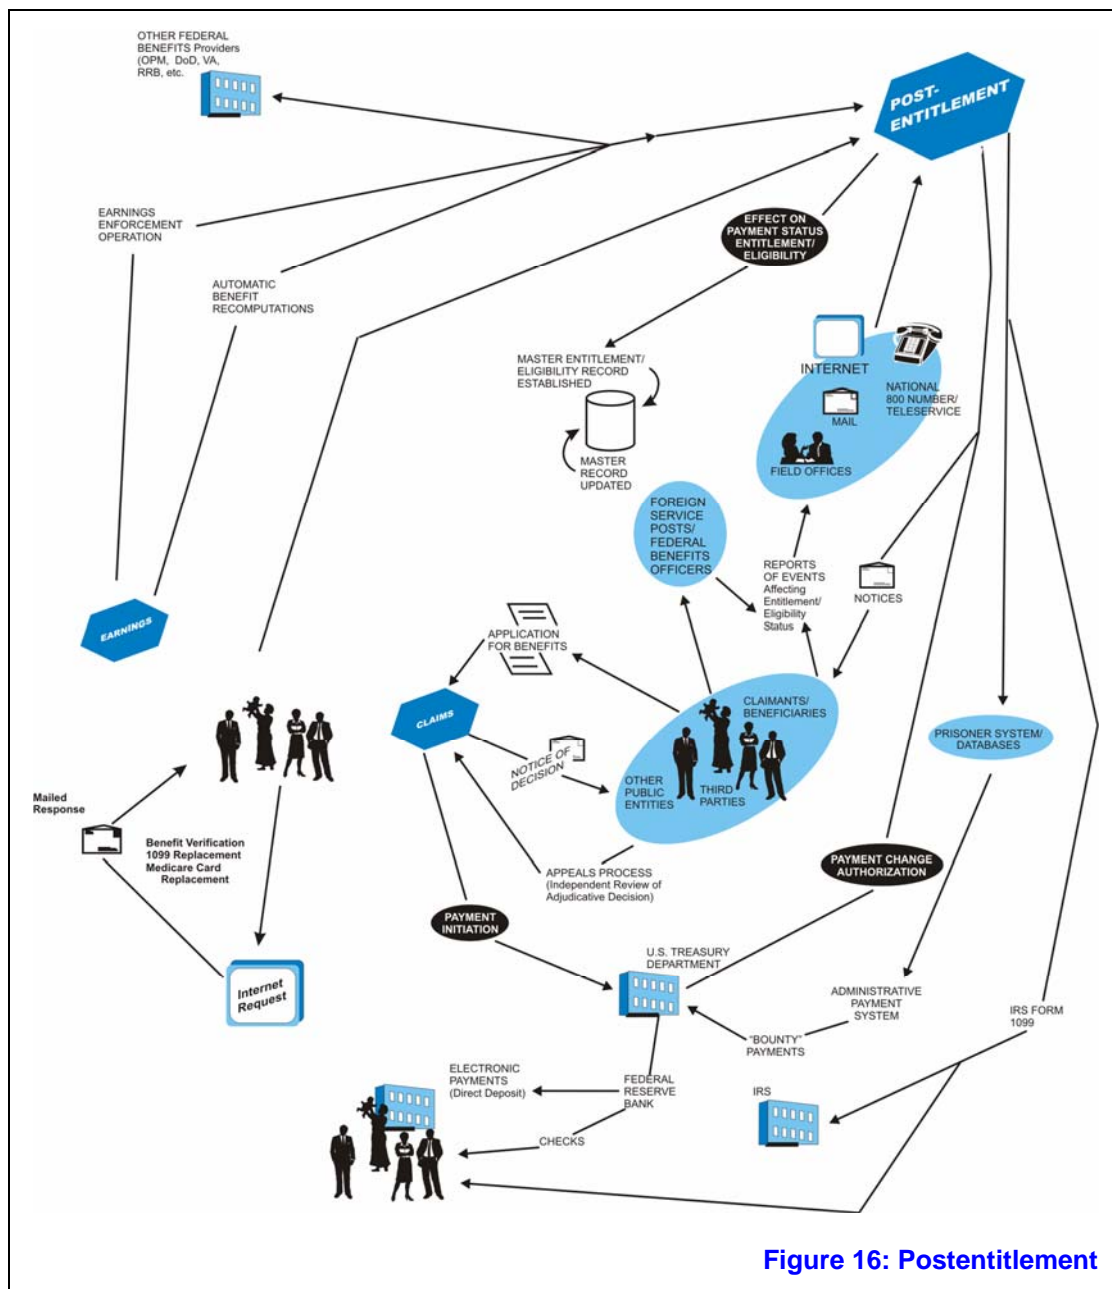 OTHER FEDERAL
BENEFITS Providers
(OPM, DoD, VA,
RRB, etc.
POST-
ENTITLEMENT
EARNINGS
ENFORCEMENT
OPERATION
EFFECT ON
PAYMENT STATUS
ENTITLEMENT/
ELIGIBILITY
AUTOMATIC
BENEFIT
RECOMPUTATIONS
MASTER ENTITLEMENT/
ELIGIBILITY RECORD
ESTABLISHED
INTERNET
NATIONAL
800 NUMBER/
TELESERVICE
MAIL
FIELD OFFICES
MASTER
RECORD
UPDATED
FOREIGN
SERVICE
POSTS/
FEDERAL
BENEFITS
OFFICERS
REPORTS
OF EVENTS
Affecting
Entitlement/
Eligibility
Status
NOTICES
EARNINGS
APPLICATION
FOR BENEFITS
CLAIMS
CLAIMANTS/
BENEFICIARIES
PRISONER SYSTEM/
DATABASES
NOTICE OF
DECISION
OTHER
PUBLIC
ENTITIES
THIRD
PARTIES
Mailed
Response
Benefit Verification
1099 Replacement
Medicare Card
Replacement
APPEALS PROCESS
(Independent Review of
Adjudicative Decision)
PAYMENT CHANGE
AUTHORIZATION
PAYMENT
INITIATION
U.S. TREASURY
DEPARTMENT
Internet
Request
ADMINISTRATIVE
PAYMENT
SYSTEM
IRS FORM
1099
"BOUNTY"
PAYMENTS
ELECTRONIC
PAYMENTS
(Direct Deposit)
FEDERAL
RESERVE
BANK
IRS
CHECKS
Figure 16: Postentitlement